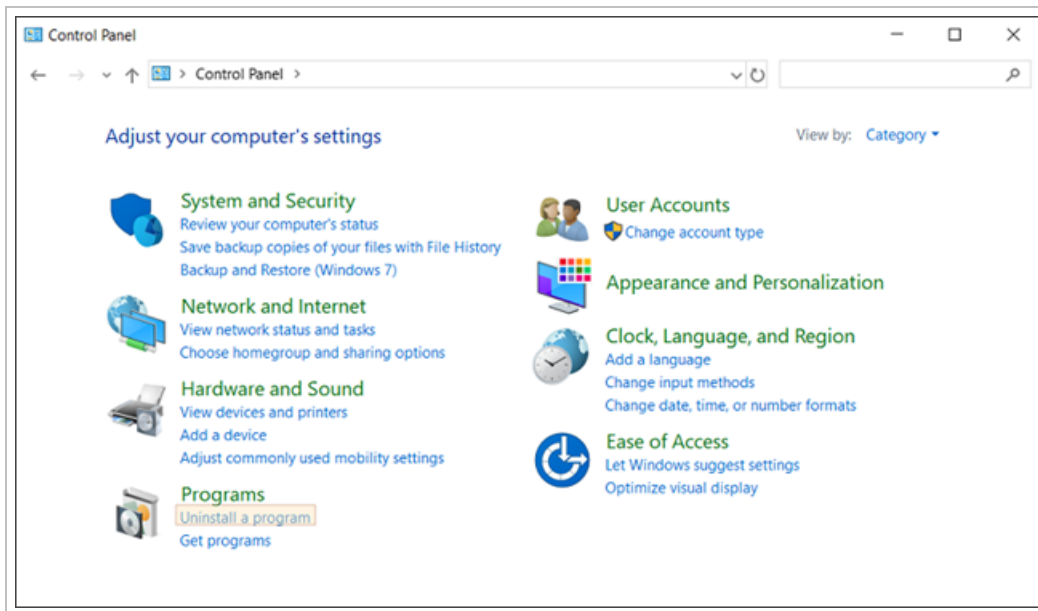 Control Panel
Control Panel
Adjust your computer's settings
View by: Category
System and Security
Review your computer's status
Save backup copies of your files with File History
Backup and Restore (Windows 7)
Network and Internet
View network status and tasks
Choose homegroup and sharing options
Hardware and Sound
View devices and printers
Add a device
Adjust commonly used mobility settings
Programs
Uninstall a program
Get programs
User Accounts
Change account type
Appearance and Personalization
Clock, Language, and Region
Add a language
Change input methods
Change date, time, or number formats
Ease of Access
Let Windows suggest settings
Optimize visual display